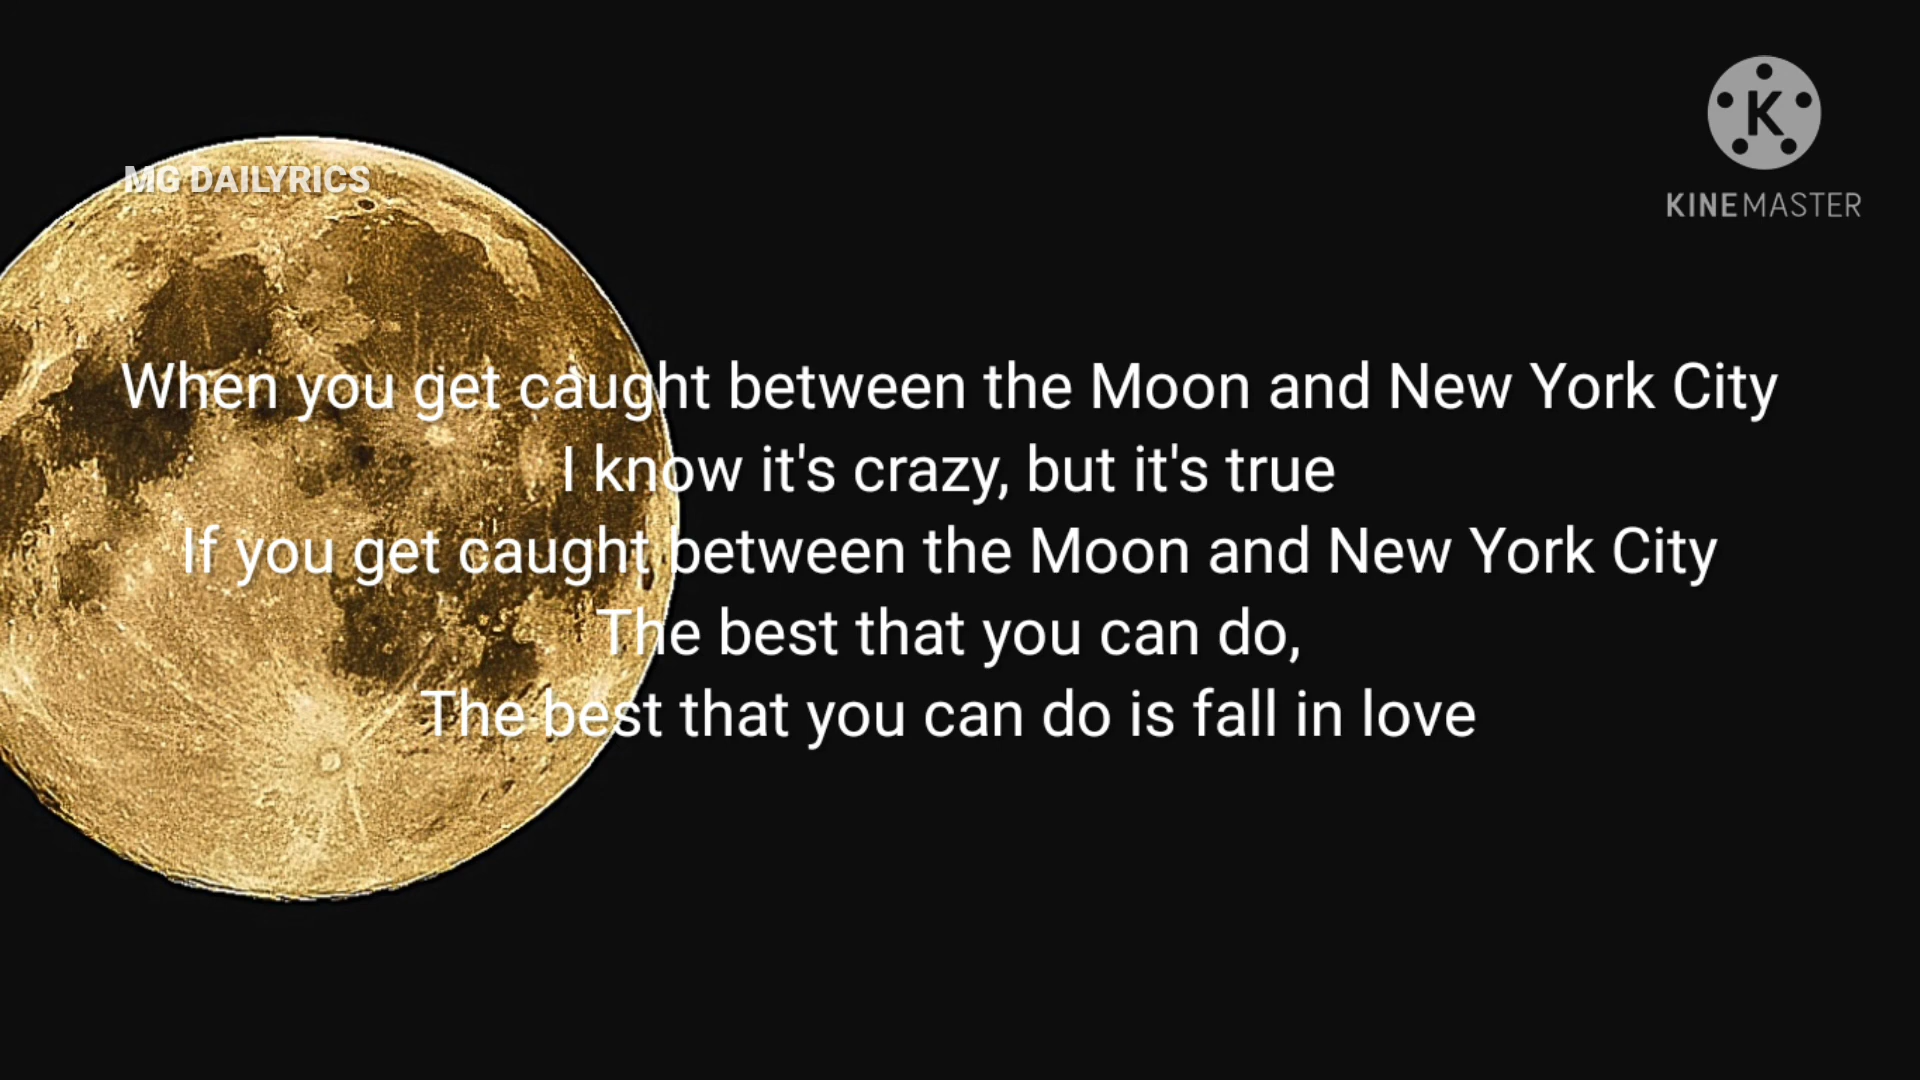 K
KINEMASTER
MG DAILYRICS
When you get caught between the Moon and New York City
I know it's crazy, but it's true
If you get caught between the Moon and New York City
The best that you can do,
The best that you can do is fall in love